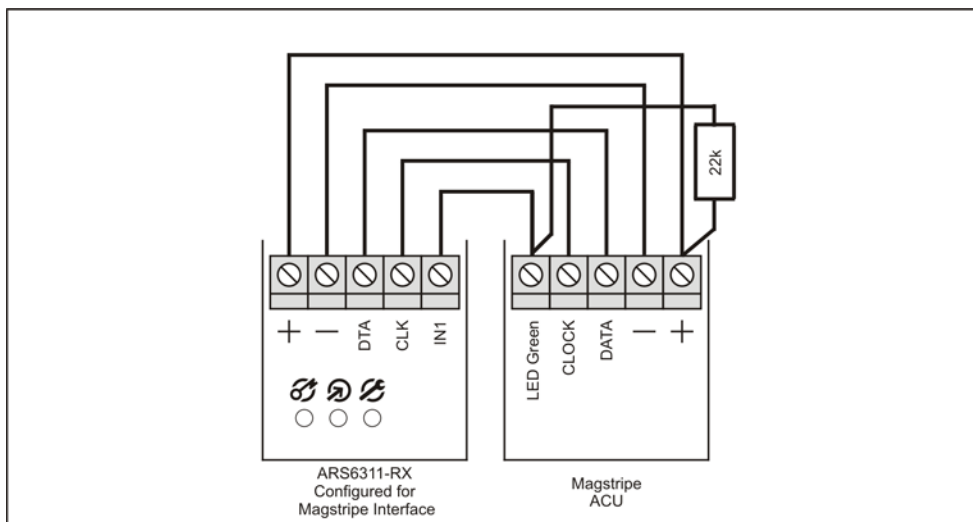 22k
+
−
DTA
CLK
IN1
LED Green
CLOCK
DATA
−
+
ARS6311-RX
Configured for
Magstripe Interface
Magstripe
ACU